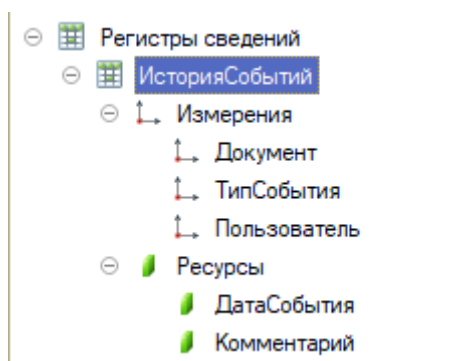 Регистры сведений
ИсторияСобытий
Измерения
Документ
ТипСобытия
Пользователь
Ресурсы
ДатаСобытия
Комментарий